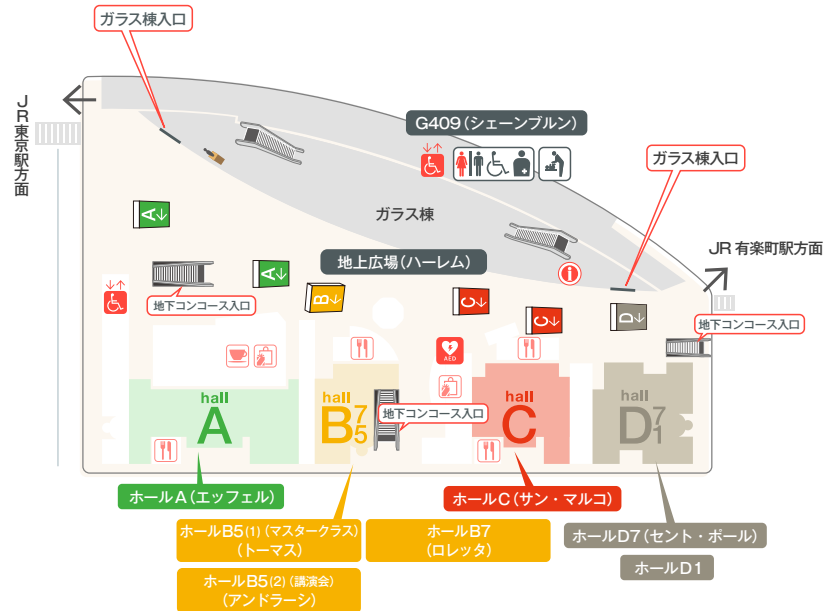 ガラス棟入口
JR東京駅方面
G409(シェーンブルン)
ガラス棟入口
ガラス棟
JR 有楽町駅方面
地上広場(ハーレム)
A↓
A↓
B↓
C↓
C↓
D↓
i
地下コンコース入口
地下コンコース入口
AED
地下コンコース入口
hall
A
hall
B7
5
hall
C
hall
D7
1
ホールA(エッフェル)
ホールC(サン・マルコ)
ホールB5(1)(マスタークラス)
(トーマス)
ホールB7
(ロレッタ)
ホールD7(セント・ポール)
ホールB5(2)(講演会)
(アンドラーシ)
ホールD1